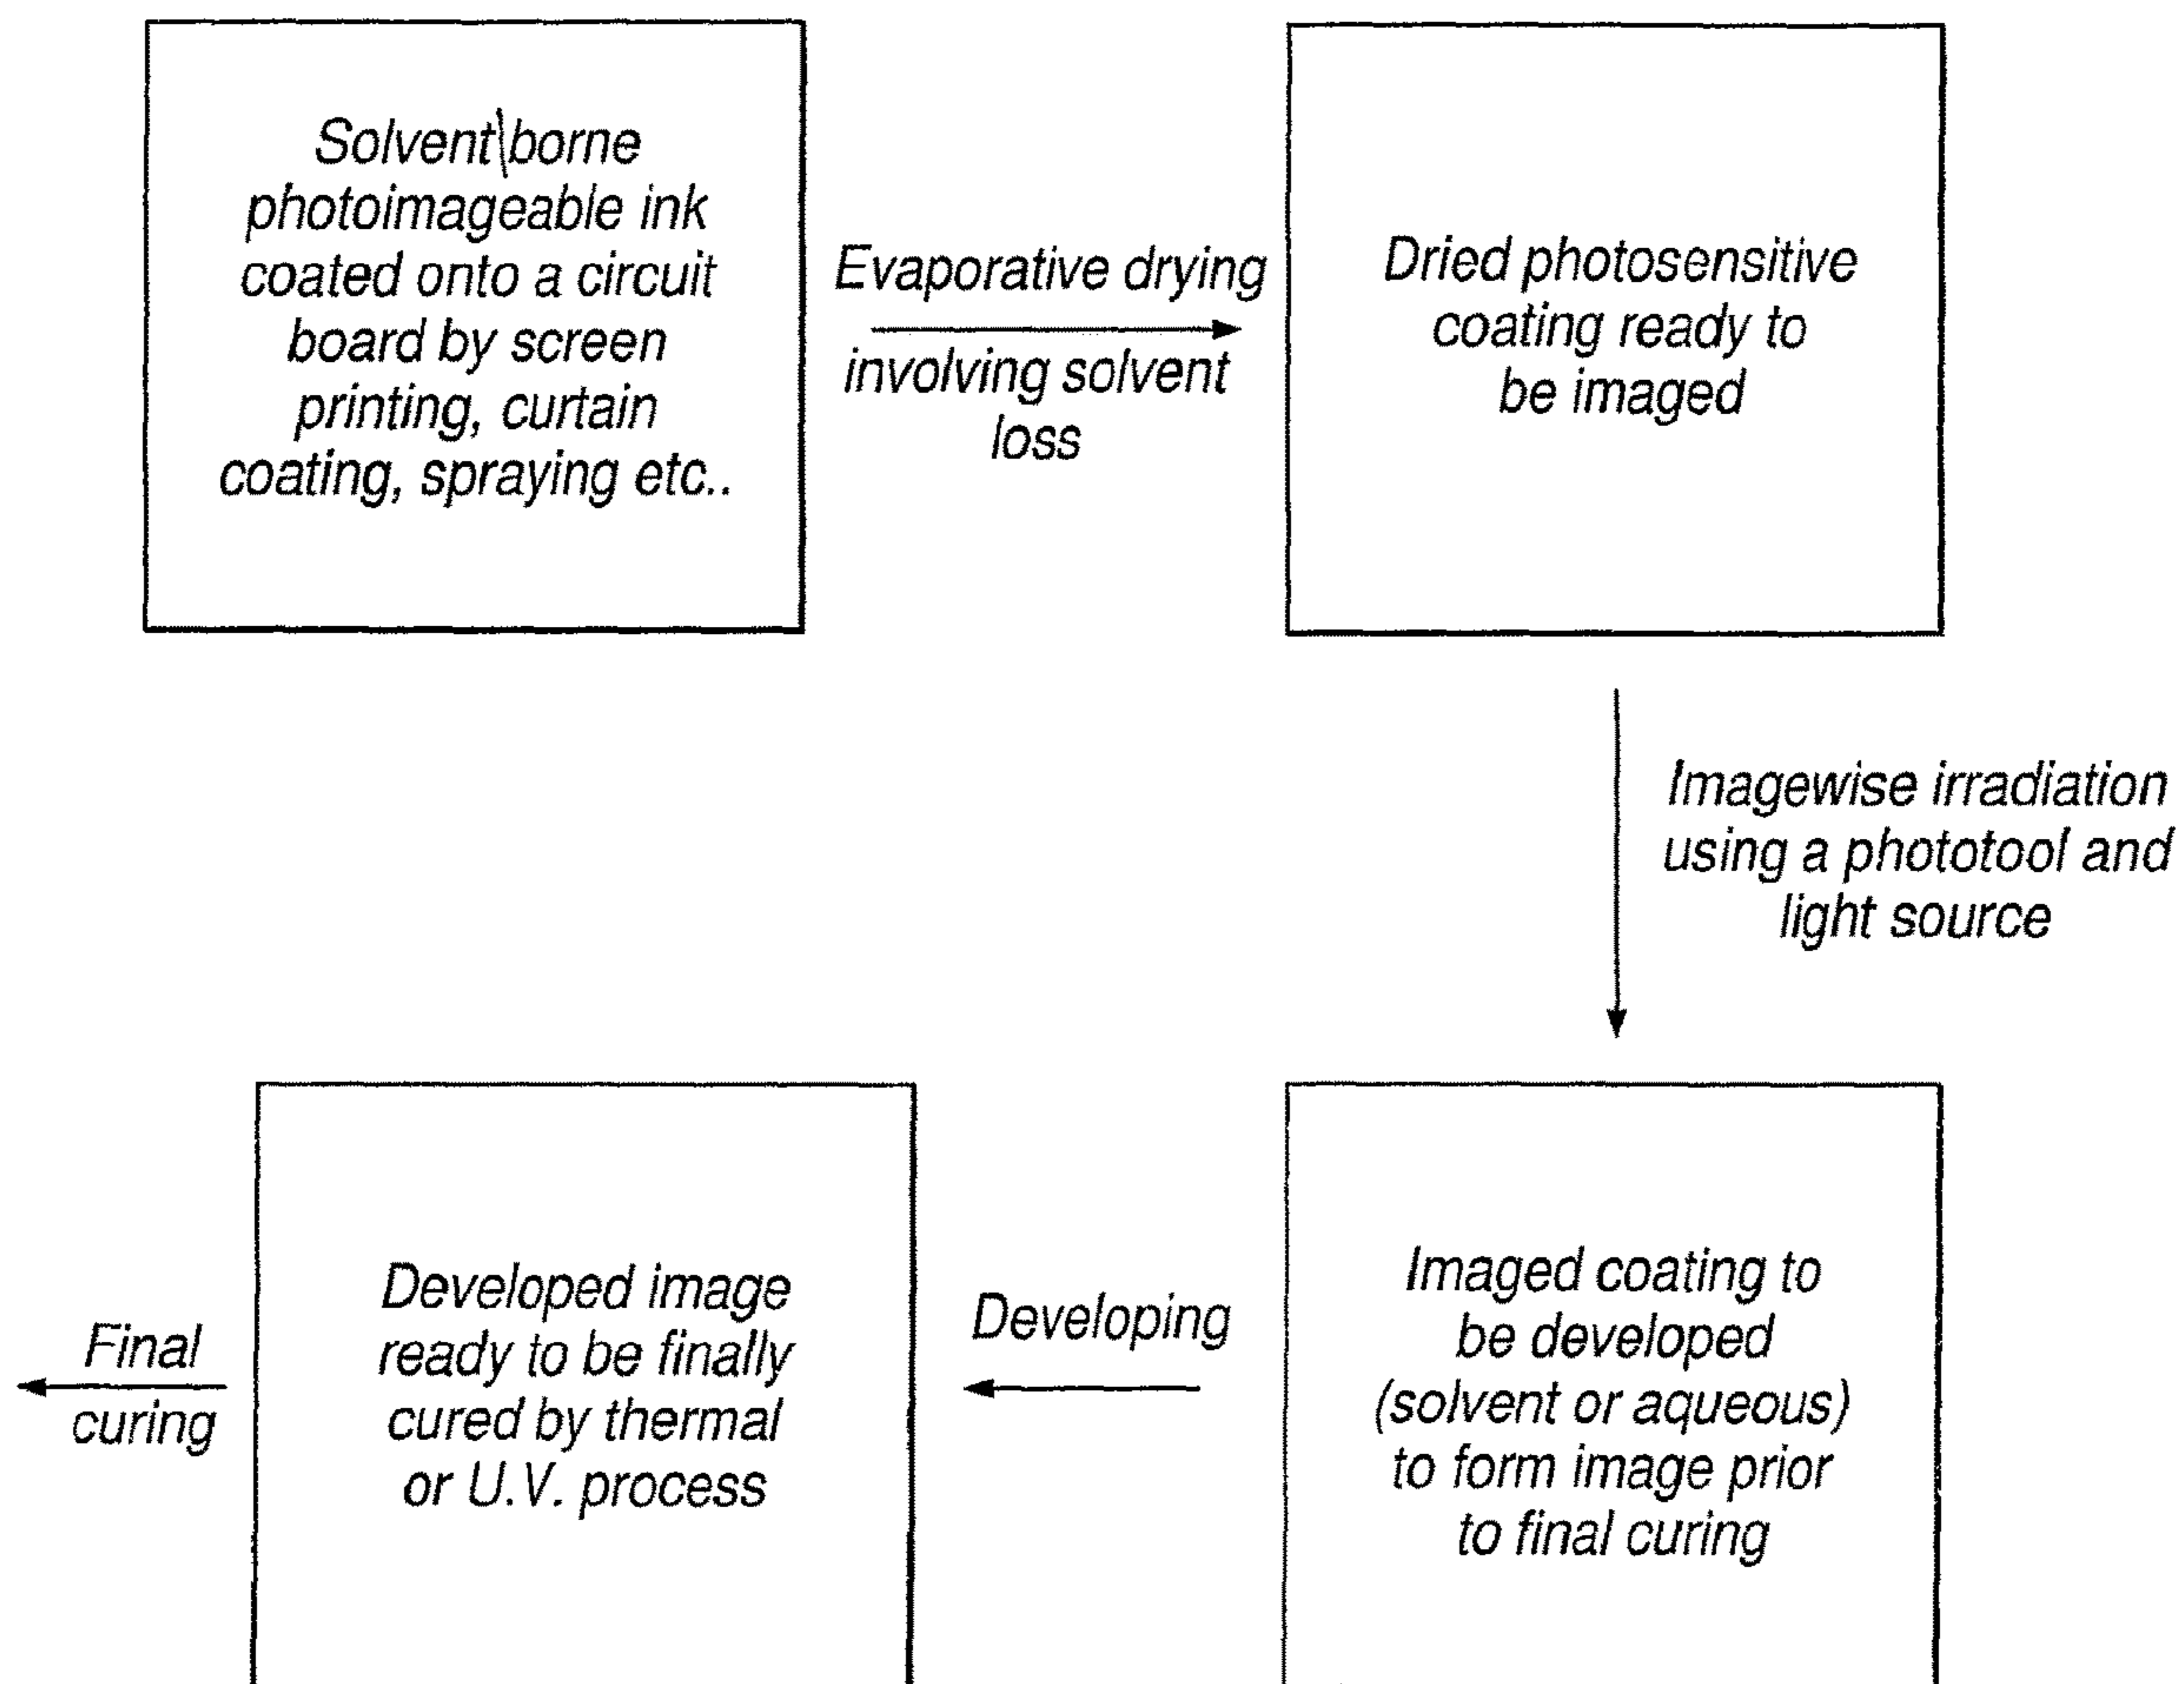 Solvent\borne
photoimageable ink
coated onto a circuit
board by screen
printing, curtain
coating, spraying etc..
Evaporative drying
involving solvent
loss
Dried photosensitive
coating ready to
be imaged
Imagewise irradiation
using a phototool and
light source
Imaged coating to
be developed
(solvent or aqueous)
to form image prior
to final curing
Developing
Developed image
ready to be finally
cured by thermal
or U.V. process
Final
curing